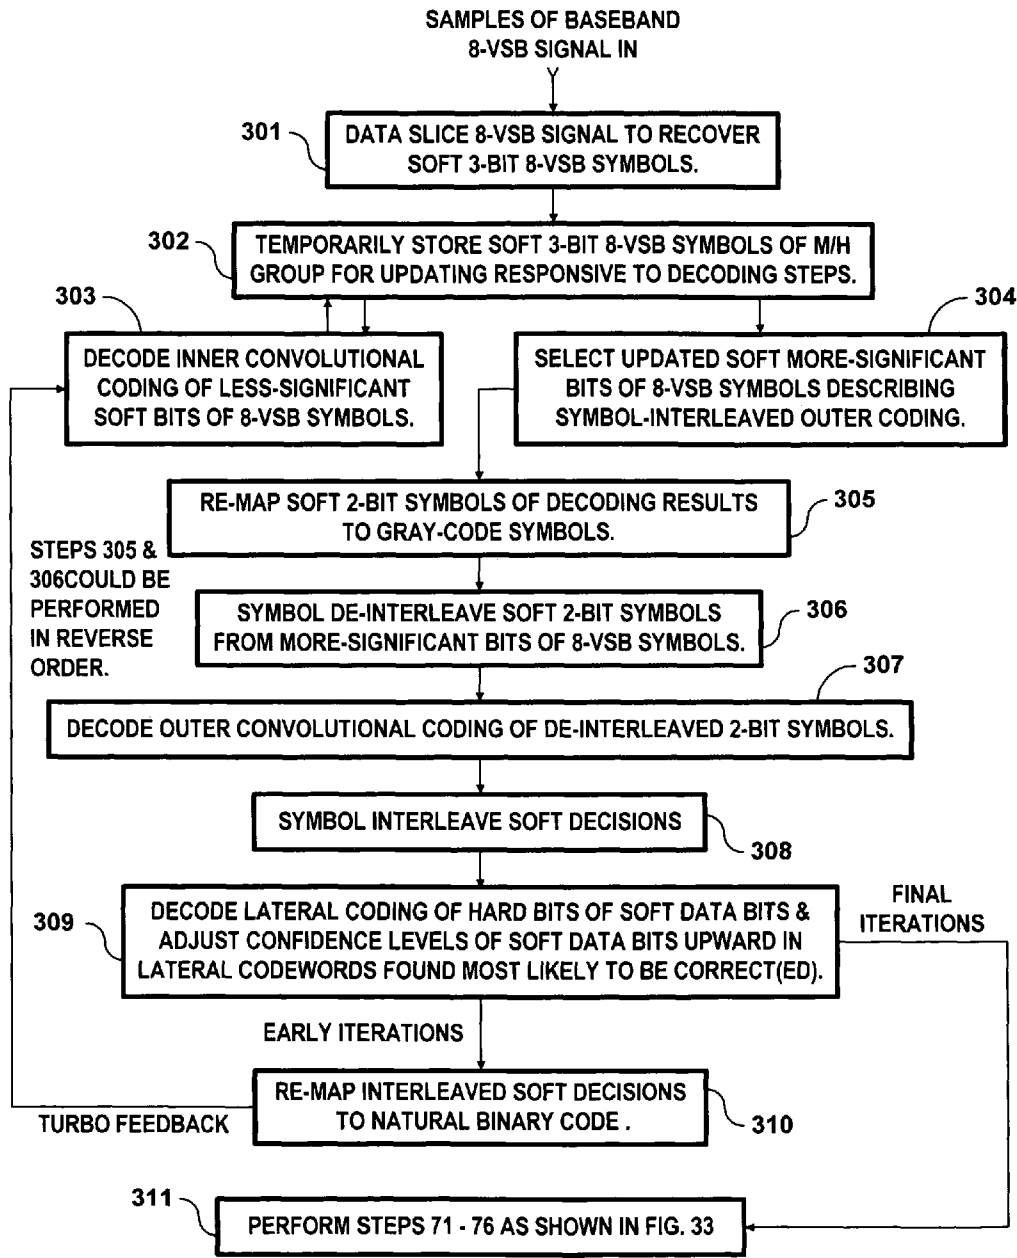 SAMPLES OF BASEBAND
8-VSB SIGNAL IN
301
DATA SLICE 8-VSB SIGNAL TO RECOVER
SOFT 3-BIT 8-VSB SYMBOLS.
302
TEMPORARILY STORE SOFT 3-BIT 8-VSB SYMBOLS OF M/H
GROUP FOR UPDATING RESPONSIVE TO DECODING STEPS.
303
DECODE INNER CONVOLUTIONAL
CODING OF LESS-SIGNIFICANT
SOFT BITS OF 8-VSB SYMBOLS.
304
SELECT UPDATED SOFT MORE-SIGNIFICANT
BITS OF 8-VSB SYMBOLS DESCRIBING
SYMBOL-INTERLEAVED OUTER CODING.
RE-MAP SOFT 2-BIT SYMBOLS OF DECODING RESULTS
TO GRAY-CODE SYMBOLS.
305
STEPS 305 &
306COULD BE
PERFORMED
IN REVERSE
ORDER.
SYMBOL DE-INTERLEAVE SOFT 2-BIT SYMBOLS
FROM MORE-SIGNIFICANT BITS OF 8-VSB SYMBOLS.
306
307
DECODE OUTER CONVOLUTIONAL CODING OF DE-INTERLEAVED 2-BIT SYMBOLS.
SYMBOL INTERLEAVE SOFT DECISIONS
308
309
DECODE LATERAL CODING OF HARD BITS OF SOFT DATA BITS &
ADJUST CONFIDENCE LEVELS OF SOFT DATA BITS UPWARD IN
LATERAL CODEWORDS FOUND MOST LIKELY TO BE CORRECT(ED).
FINAL
ITERATIONS
EARLY ITERATIONS
RE-MAP INTERLEAVED SOFT DECISIONS
TO NATURAL BINARY CODE .
310
TURBO FEEDBACK
311
PERFORM STEPS 71 - 76 AS SHOWN IN FIG. 33